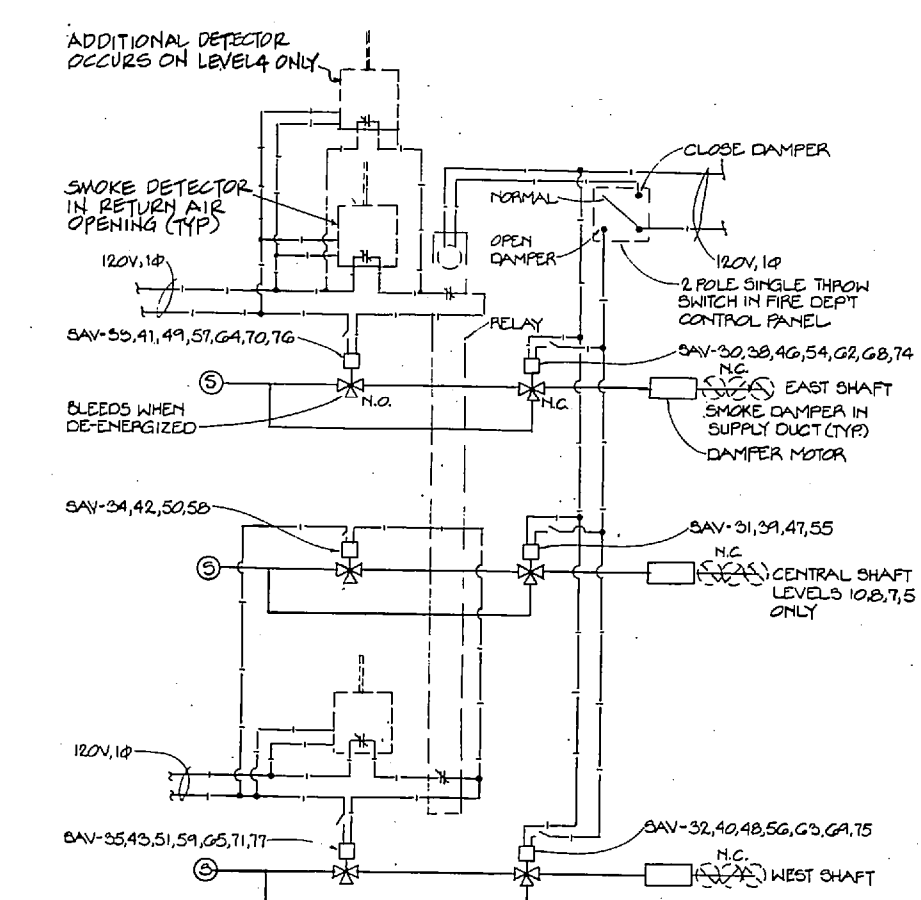 ADDITIONAL DETECTOR
OCCURS ON LEVEL 4 ONLY
CLOSE DAMPER
SMOKE DETECTOR
IN RETURN AIR
OPENING (TYP)
NORMAL
OPEN
DAMPER
120V, 1Φ
120V, 1Φ
2 POLE SINGLE THROW
SWITCH IN FIRE DEP'T
CONTROL PANEL
RELAY
SAV-33,41,49,57,64,70,76
SAV-30,38,46,54,62,68,74
N.C.
S
N.O.
N.C.
EAST SHAFT
BLEEDS WHEN
DE-ENERGIZED
SMOKE DAMPER IN
SUPPLY DUCT (TYP.)
DAMPER MOTOR
SAV-34,42,50,58
SAV-31,39,47,55
N.C.
S
CENTRAL SHAFT
LEVELS 10,8,7,5
ONLY
120V, 1Φ
SAV-35,43,51,59,65,71,77
SAV-32,40,48,56,63,69,75
N.C.
S
WEST SHAFT